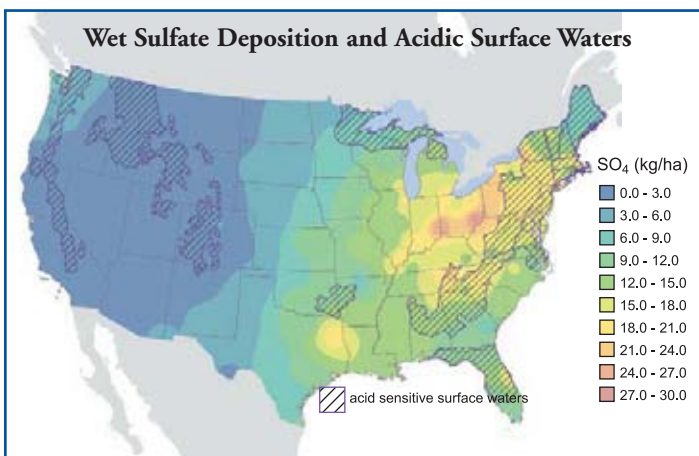 Wet Sulfate Deposition and Acidic Surface Waters
SO₄ (kg/ha)
0.0 - 3.0
3.0 - 6.0
6.0 - 9.0
9.0 - 12.0
12.0 - 15.0
15.0 - 18.0
18.0 - 21.0
21.0 - 24.0
24.0 - 27.0
27.0 - 30.0
acid sensitive surface waters